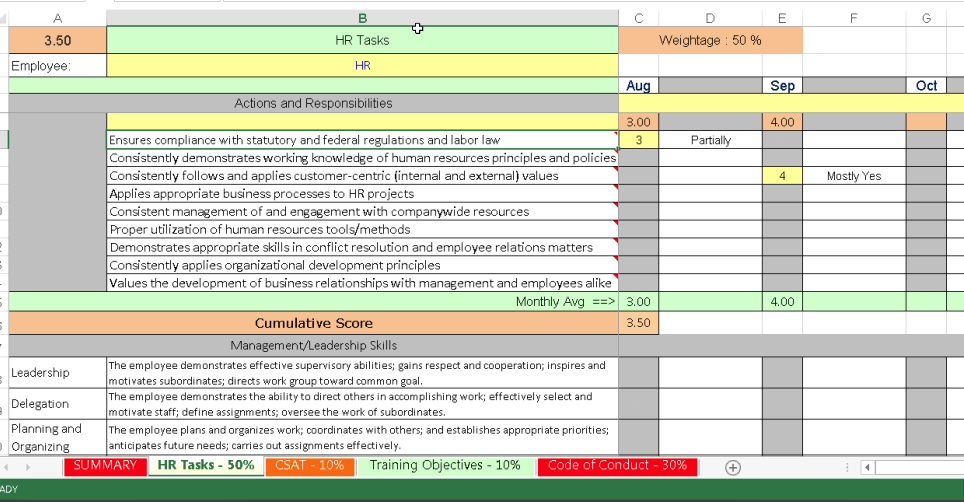 A B C D E F G
3.50 HR Tasks Weightage : 50 %
Employee: HR
Aug Sep Oct
Actions and Responsibilities
3.00 4.00
Ensures compliance with statutory and federal regulations and labor law 3 Partially
Consistently demonstrates working knowledge of human resources principles and policies
Consistently follows and applies customer-centric (internal and external) values 4 Mostly Yes
Applies appropriate business processes to HR projects
Consistent management of and engagement with companywide resources
Proper utilization of human resources tools/methods
Demonstrates appropriate skills in conflict resolution and employee relations matters
Consistently applies organizational development principles
Values the development of business relationships with management and employees alike
Monthly Avg ==> 3.00 4.00
Cumulative Score 3.50
Management/Leadership Skills
Leadership
The employee demonstrates effective supervisory abilities; gains respect and cooperation; inspires and
motivates subordinates; directs work group toward common goal.
Delegation
The employee demonstrates the ability to direct others in accomplishing work; effectively select and
motivate staff; define assignments; oversee the work of subordinates.
Planning and
Organizing
The employee plans and organizes work; coordinates with others; and establishes appropriate priorities;
anticipates future needs; carries out assignments effectively.
SUMMARY HR Tasks - 50% CSAT - 10% Training Objectives - 10% Code of Conduct - 30%